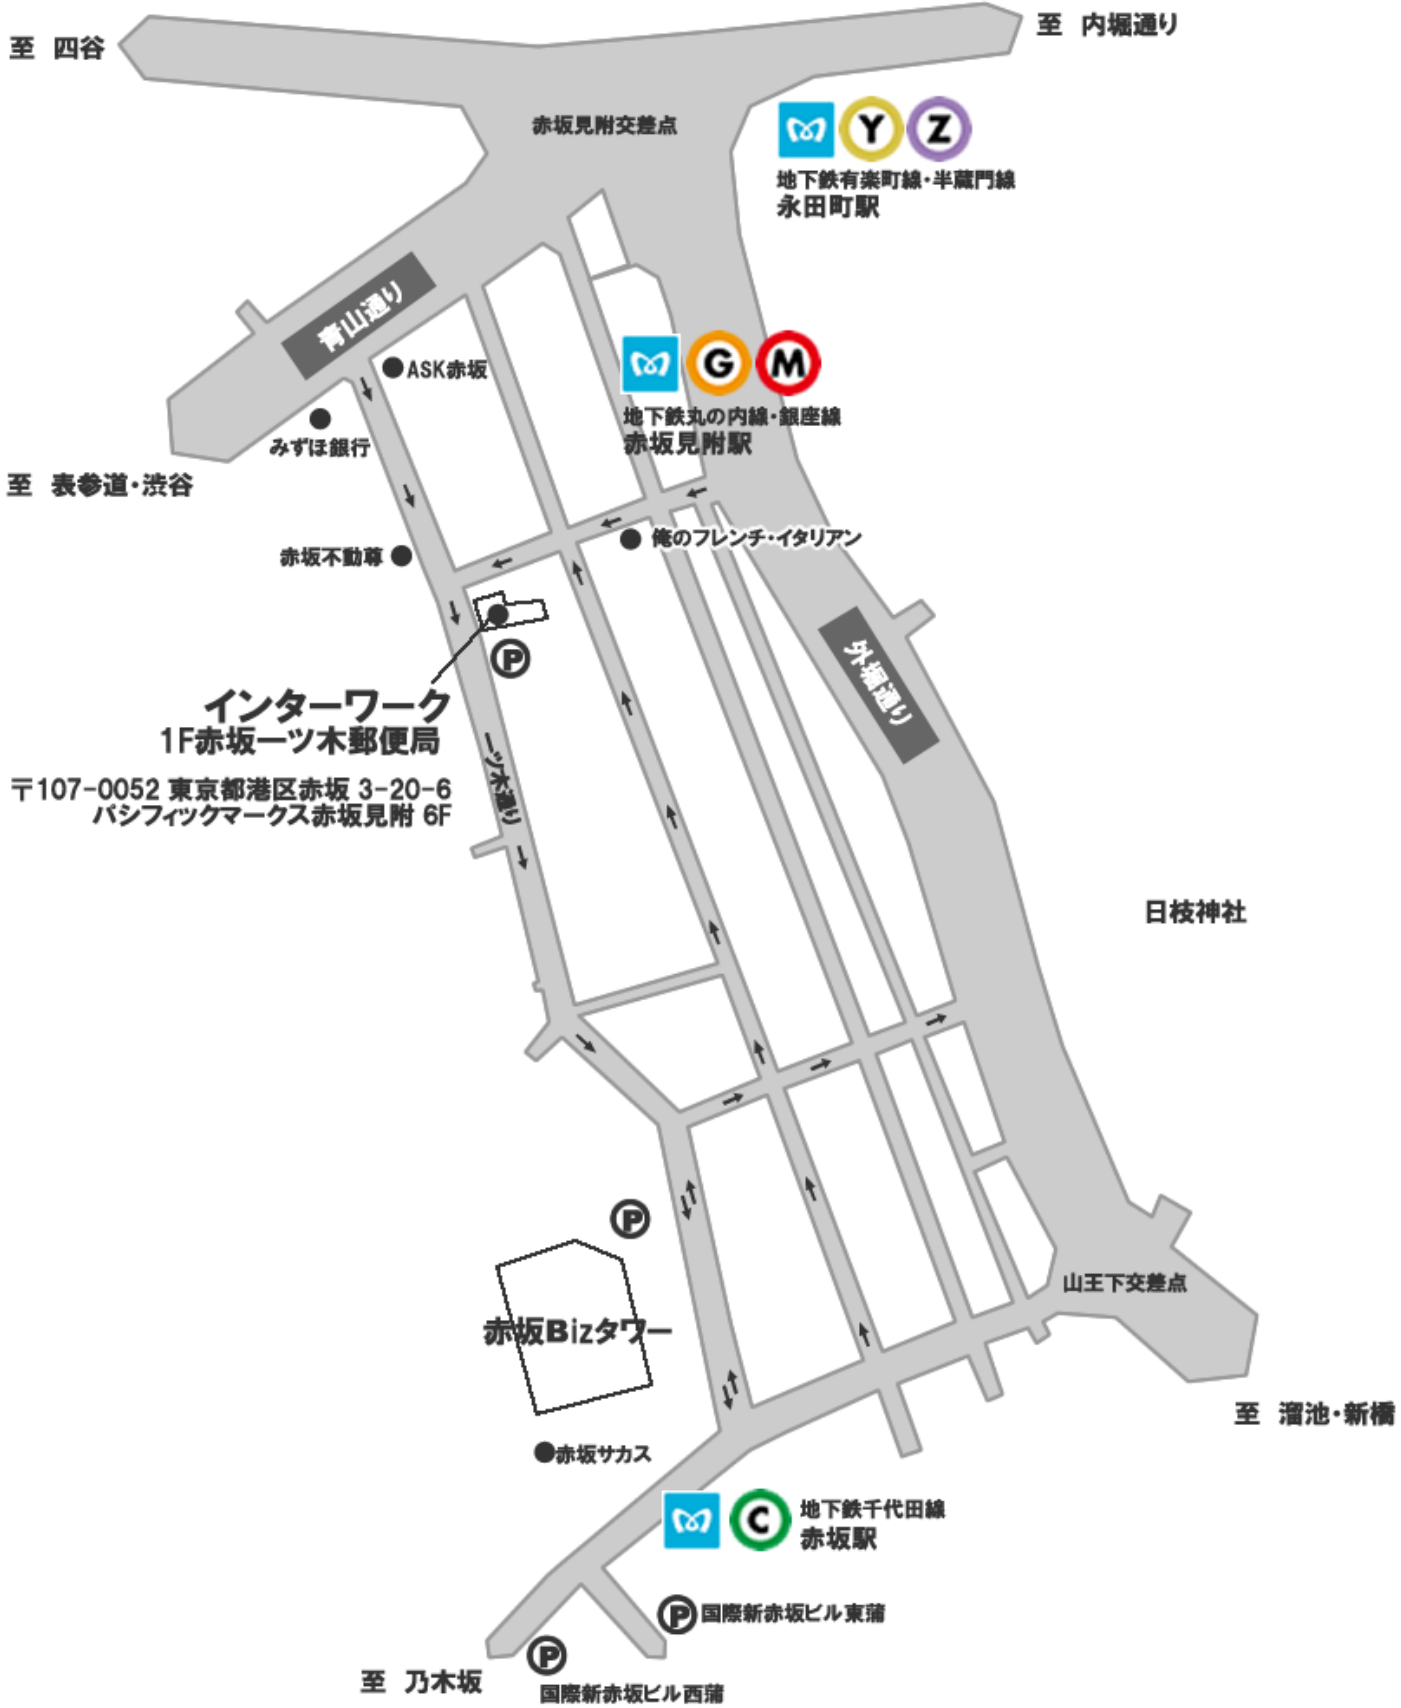 至 四谷
至 内堀通り
赤坂見附交差点
Y
Z
地下鉄有楽町線・半蔵門線
永田町駅
青山通り
ASK赤坂
G
M
地下鉄丸の内線・銀座線
赤坂見附駅
みずほ銀行
至 表参道・渋谷
赤坂不動尊
俺のフレンチ・イタリアン
P
外堀通り
インターワーク
1F赤坂一ツ木郵便局
〒107-0052 東京都港区赤坂 3-20-6
パシフィックマークス赤坂見附 6F
一ツ木通り
日枝神社
P
山王下交差点
赤坂Bizタワー
至 溜池・新橋
赤坂サカス
C
地下鉄千代田線
赤坂駅
P 国際新赤坂ビル東蒲
P
至 乃木坂
国際新赤坂ビル西蒲